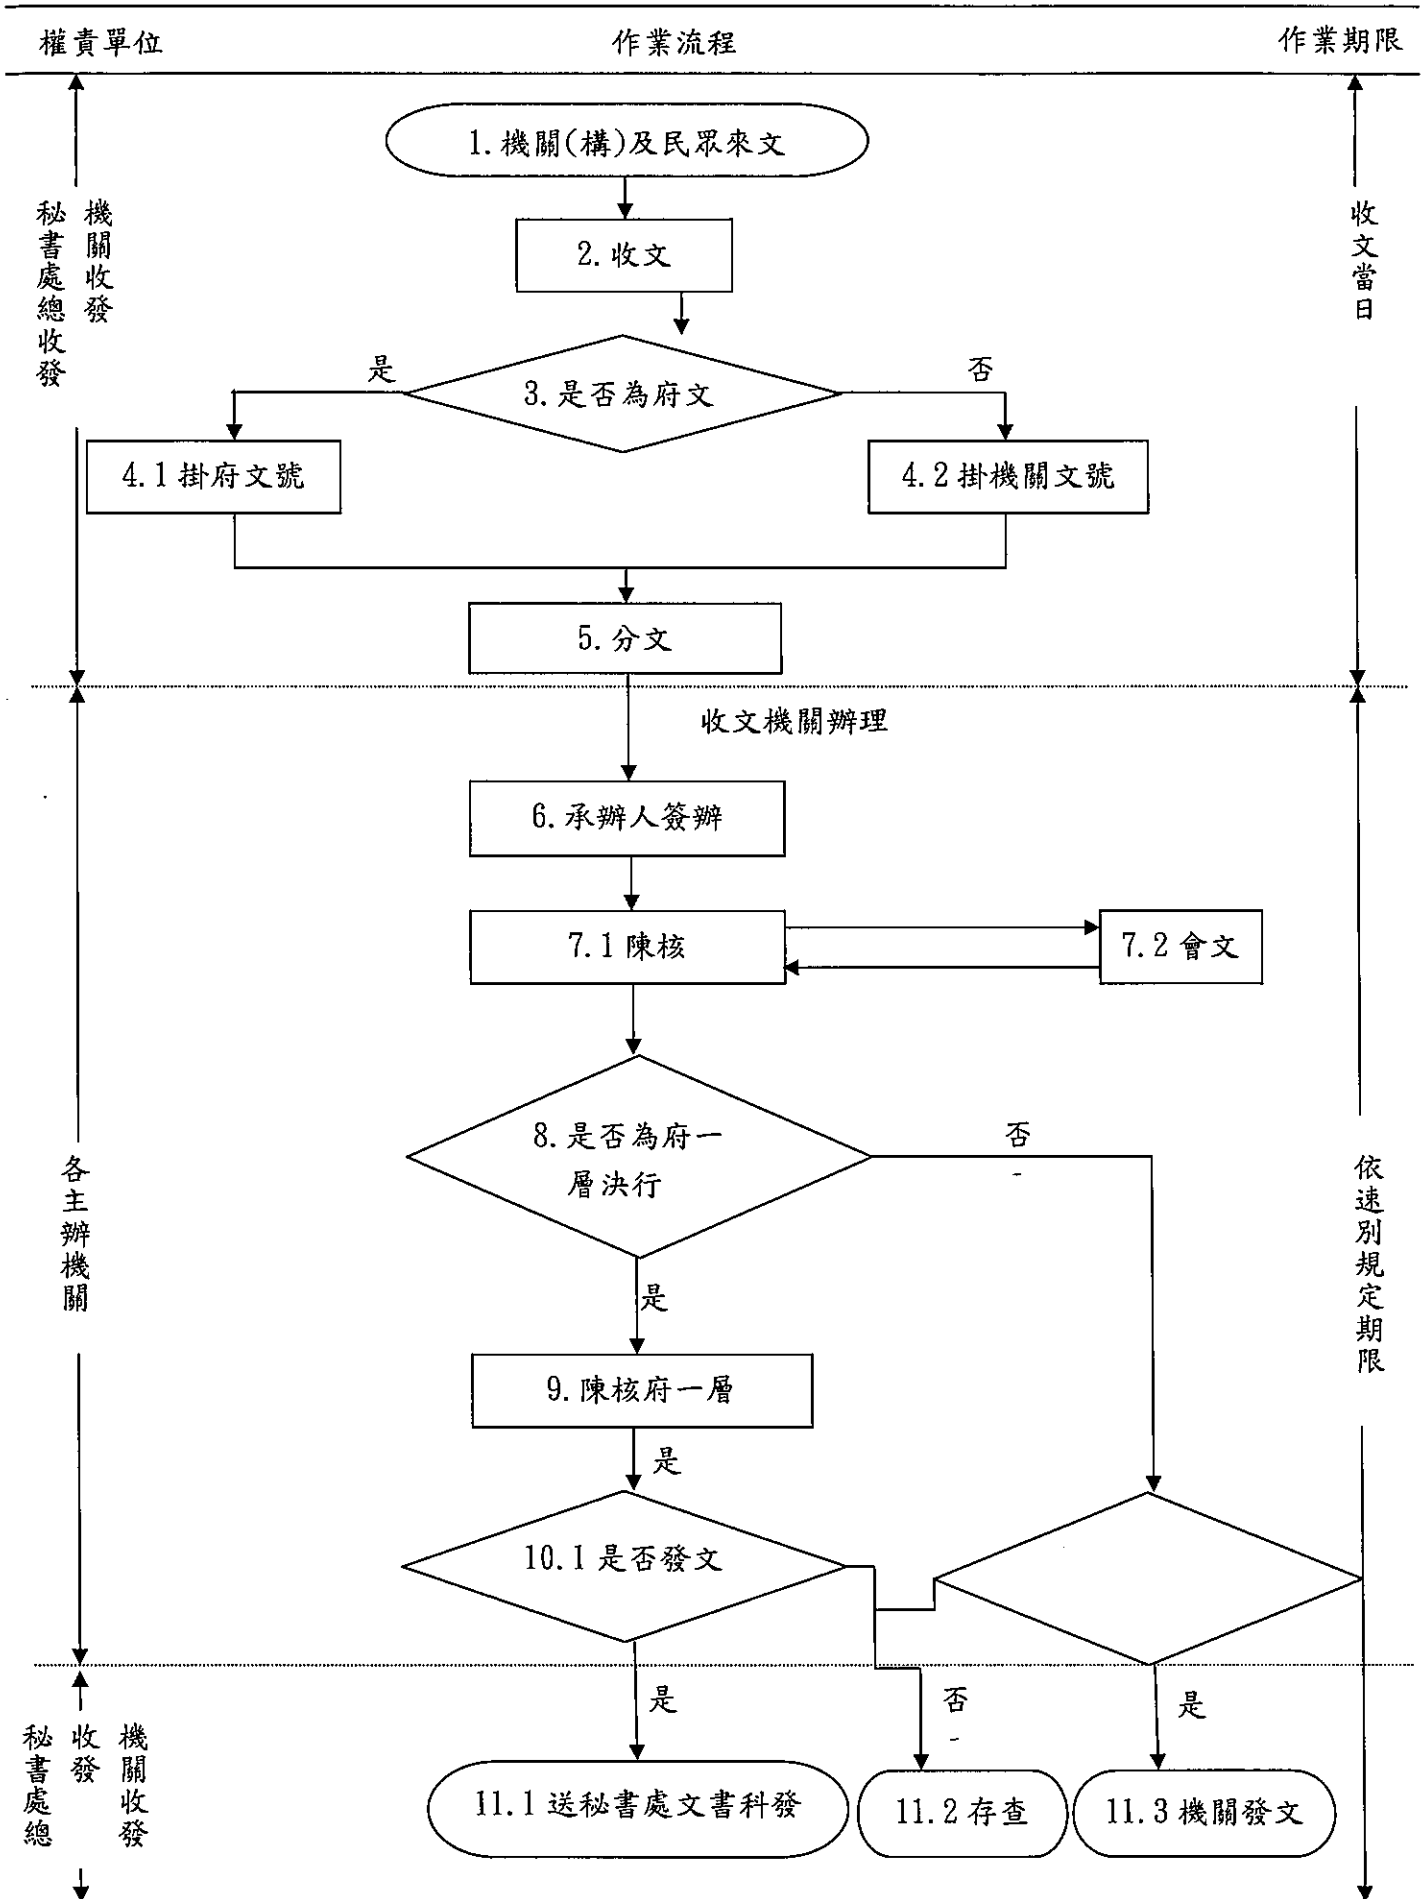 權責單位
作業流程
作業期限
1.機關(構)及民眾來文
機關收發
秘書處總收發
收文當日
2.收文
是
否
3.是否為府文
4.1掛府文號
4.2掛機關文號
5.分文
收文機關辦理
6.承辦人簽辦
7.1陳核
7.2會文
8.是否為府一
層決行
否
各主辦機關
依速別規定期限
是
9.陳核府一層
是
10.1是否發文
是
否
是
機關收發
收發
秘書處總
11.1送秘書處文書科發
11.2存查
11.3機關發文